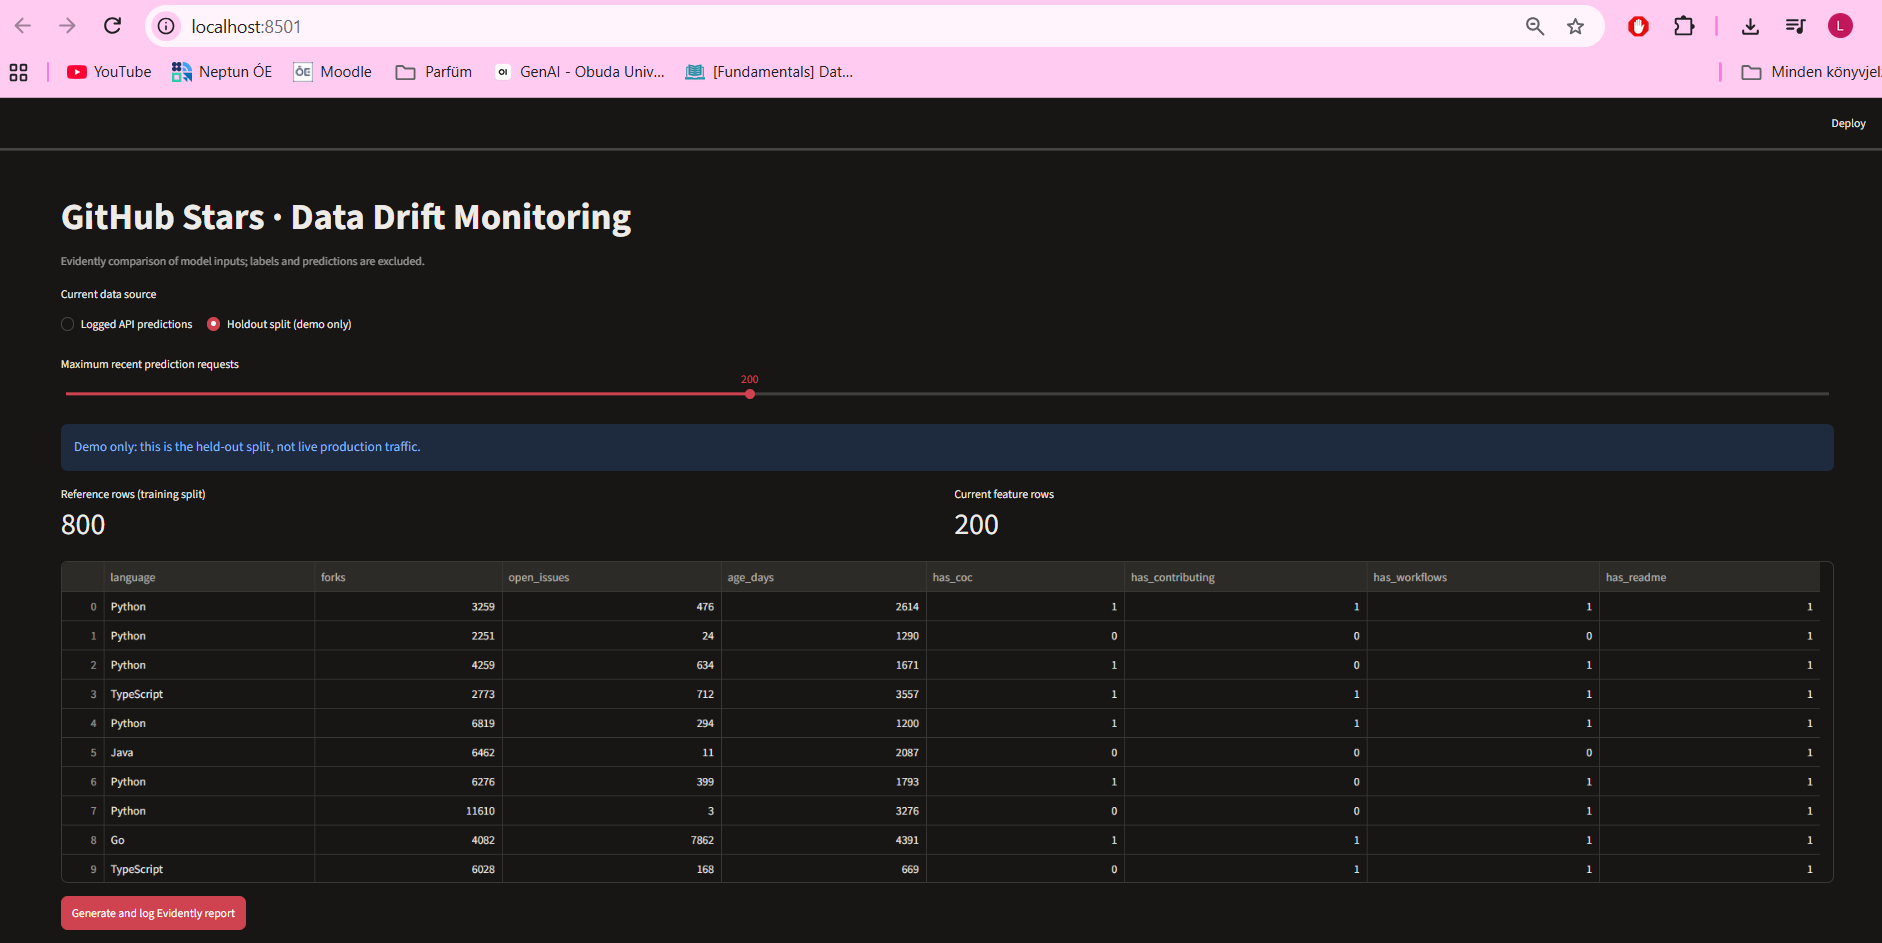 localhost:8501
L
YouTube Neptun ÓE ÓE Moodle Parfüm OI GenAI - Obuda Univ... [Fundamentals] Dat... Minden könyvjel
Deploy
GitHub Stars · Data Drift Monitoring
Evidently comparison of model inputs; labels and predictions are excluded.
Current data source
Logged API predictions Holdout split (demo only)
Maximum recent prediction requests
200
Demo only: this is the held-out split, not live production traffic.
Reference rows (training split) Current feature rows
800 200
language forks open_issues age_days has_coc has_contributing has_workflows has_readme
0 Python 3259 476 2614 1 1 1 1
1 Python 2251 24 1290 0 0 0 1
2 Python 4259 634 1671 1 0 1 1
3 TypeScript 2773 712 3557 1 1 1 1
4 Python 6819 294 1200 1 1 1 1
5 Java 6462 11 2087 0 0 0 1
6 Python 6276 399 1793 1 0 1 1
7 Python 11610 3 3276 0 0 1 1
8 Go 4082 7862 4391 1 1 1 1
9 TypeScript 6028 168 669 0 1 1 1
Generate and log Evidently report